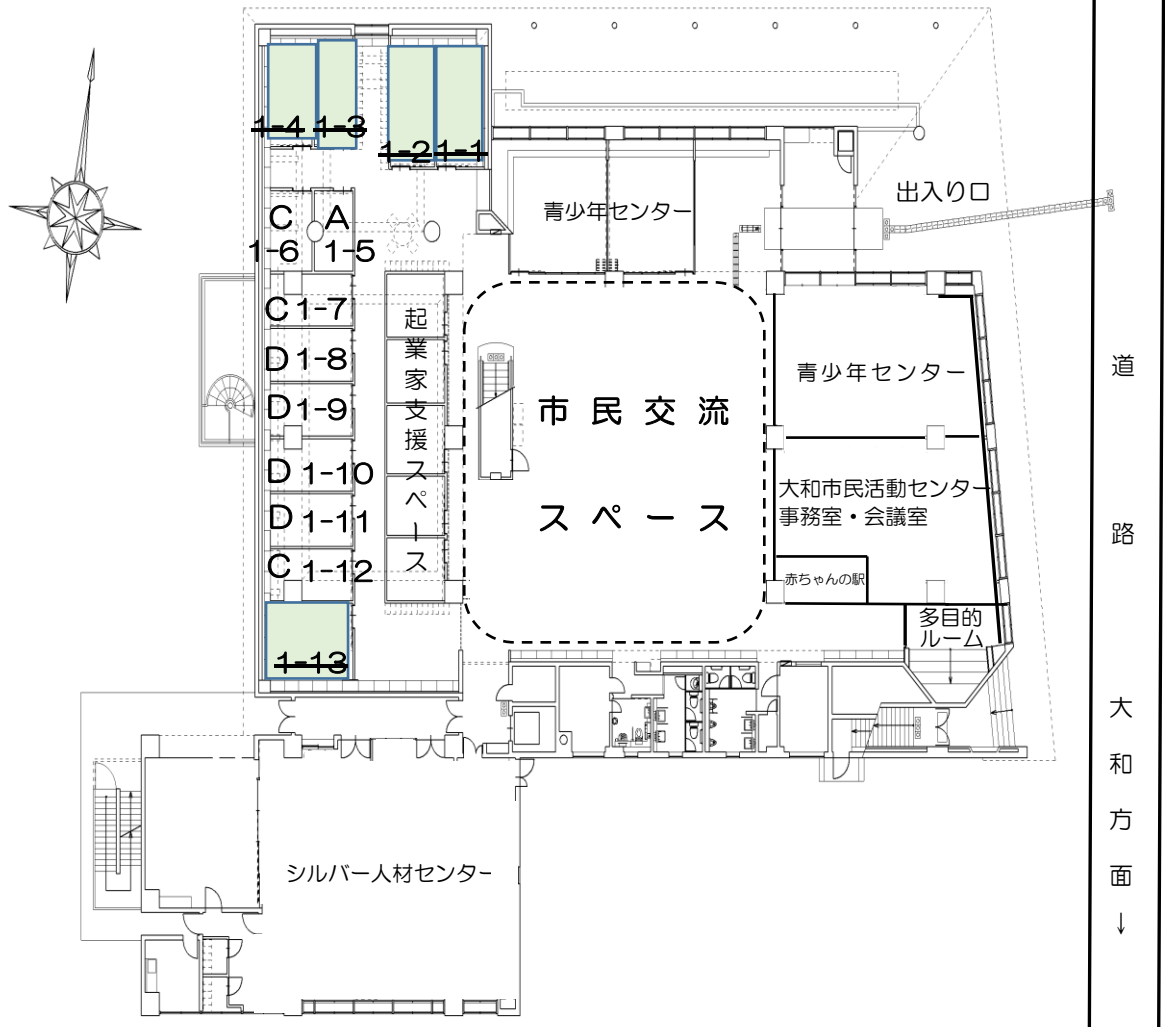 1-4 1-3
1-2 1-1
出入り口
青少年センター
C A
1-6 1-5
C 1-7
D 1-8
D 1-9
D 1-10
D 1-11
C 1-12
1-13
起業家支援スペース
市民交流
スペース
青少年センター
大和市民活動センター
事務室・会議室
赤ちゃんの駅
多目的
ルーム
シルバー人材センター
道路
大和方面↓